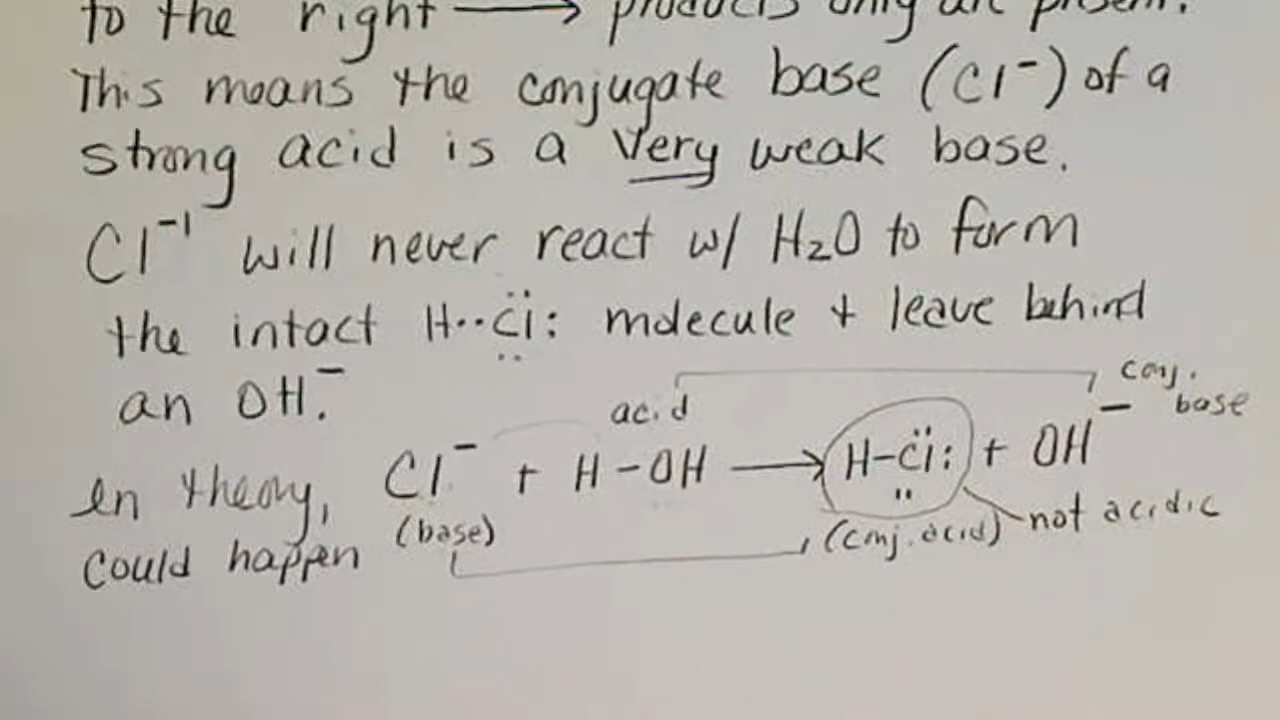 to the right → products only are present.
This means the conjugate base (Cl⁻) of a
strong acid is a very weak base.
Cl⁻¹ will never react w/ H₂O to form
the intact H··C̈l: molecule + leave behind
an OH.⁻
acid conj. base
en theory, Cl⁻ + H-OH → H-C̈l: + OH⁻
could happen (base) (conj. acid) not acidic